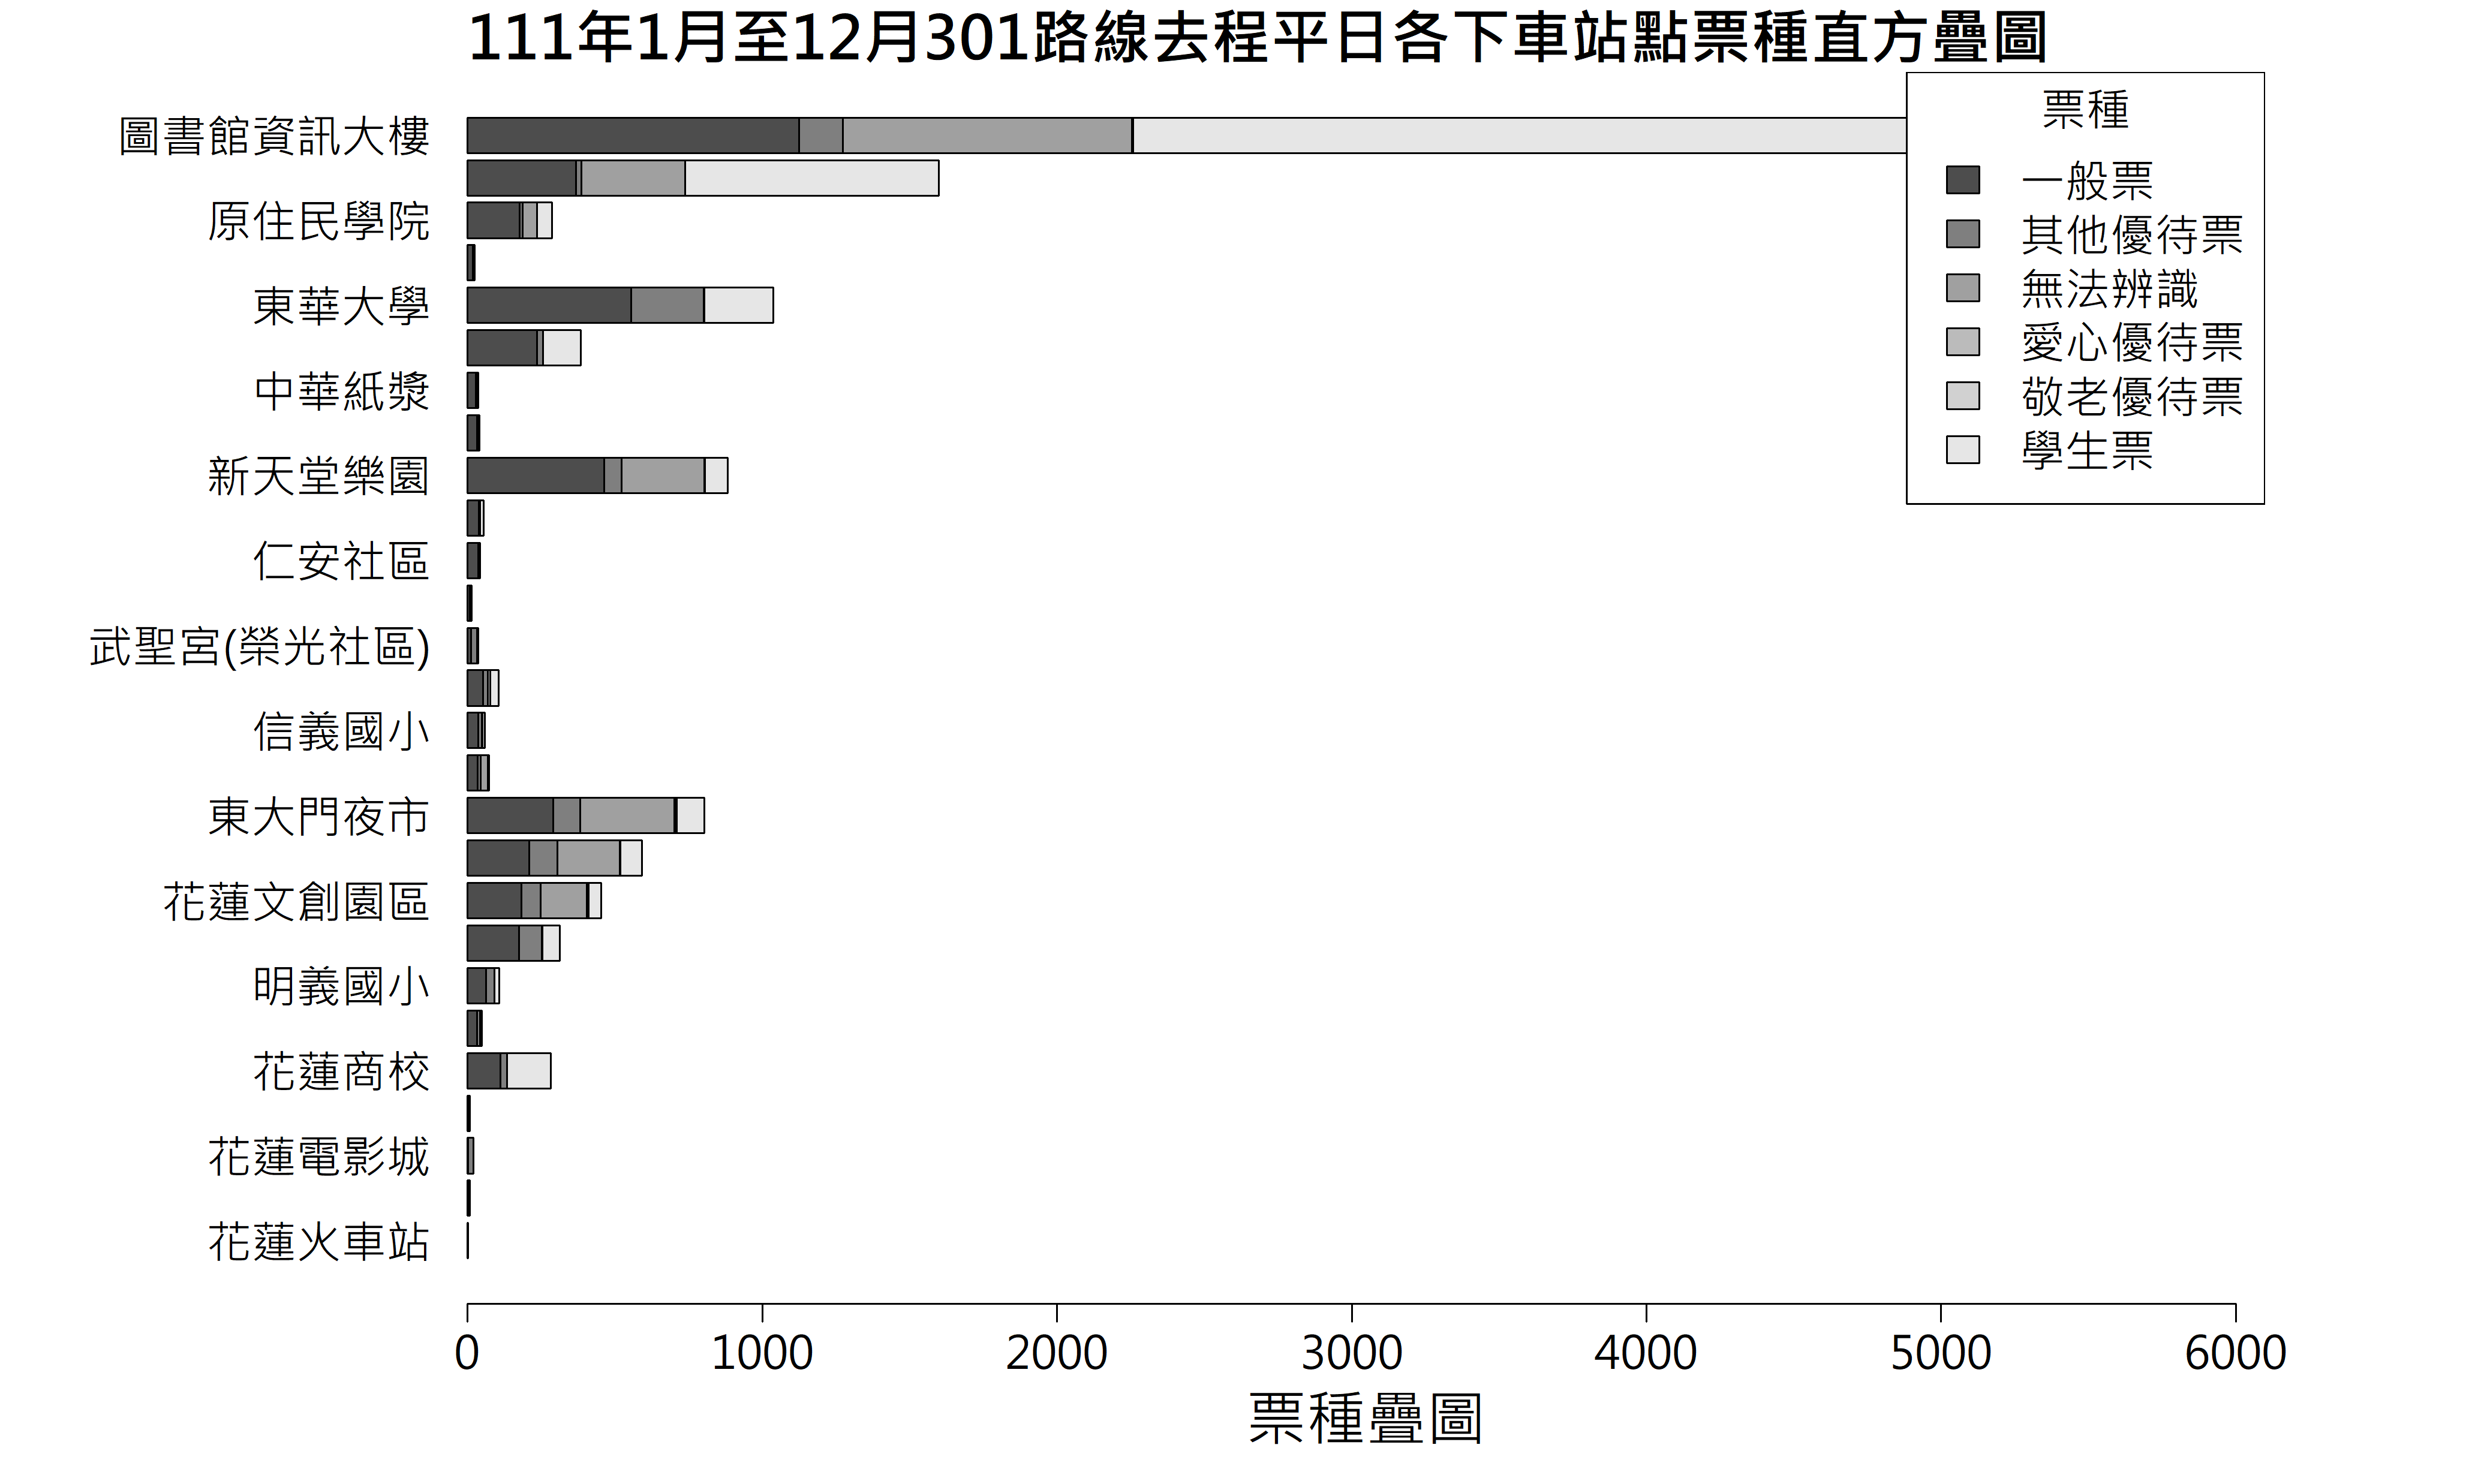 111年1月至12月301路線去程平日各下車站點票種直方疊圖
票種
一般票
其他優待票
無法辨識
愛心優待票
敬老優待票
學生票
圖書館資訊大樓
原住民學院
東華大學
中華紙漿
新天堂樂園
仁安社區
武聖宮(榮光社區)
信義國小
東大門夜市
花蓮文創園區
明義國小
花蓮商校
花蓮電影城
花蓮火車站
0 1000 2000 3000 4000 5000 6000
票種疊圖